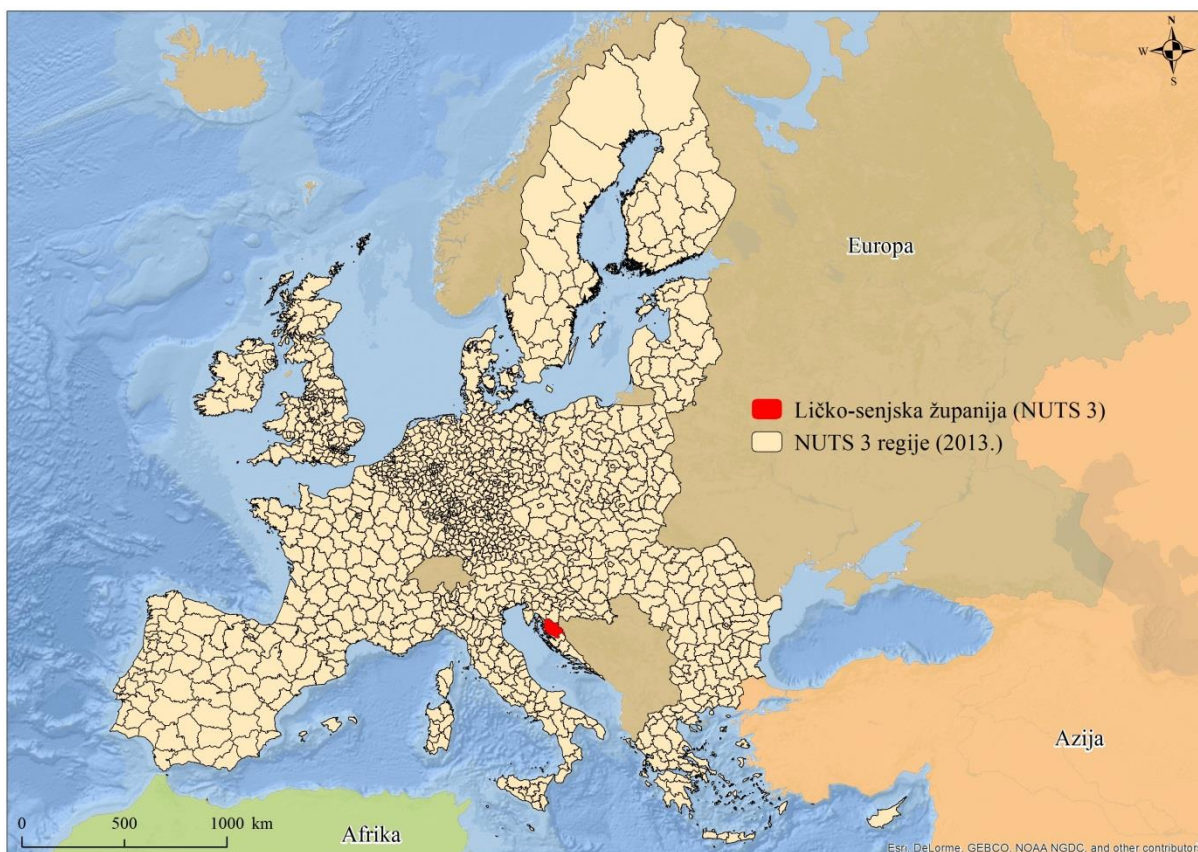 N
W
S
Europa
Ličko-senjska županija (NUTS 3)
NUTS 3 regije (2013.)
Azija
0 500 1000 km
Afrika
Esri, DeLorme, GEBCO, NOAA NGDC, and other contributors